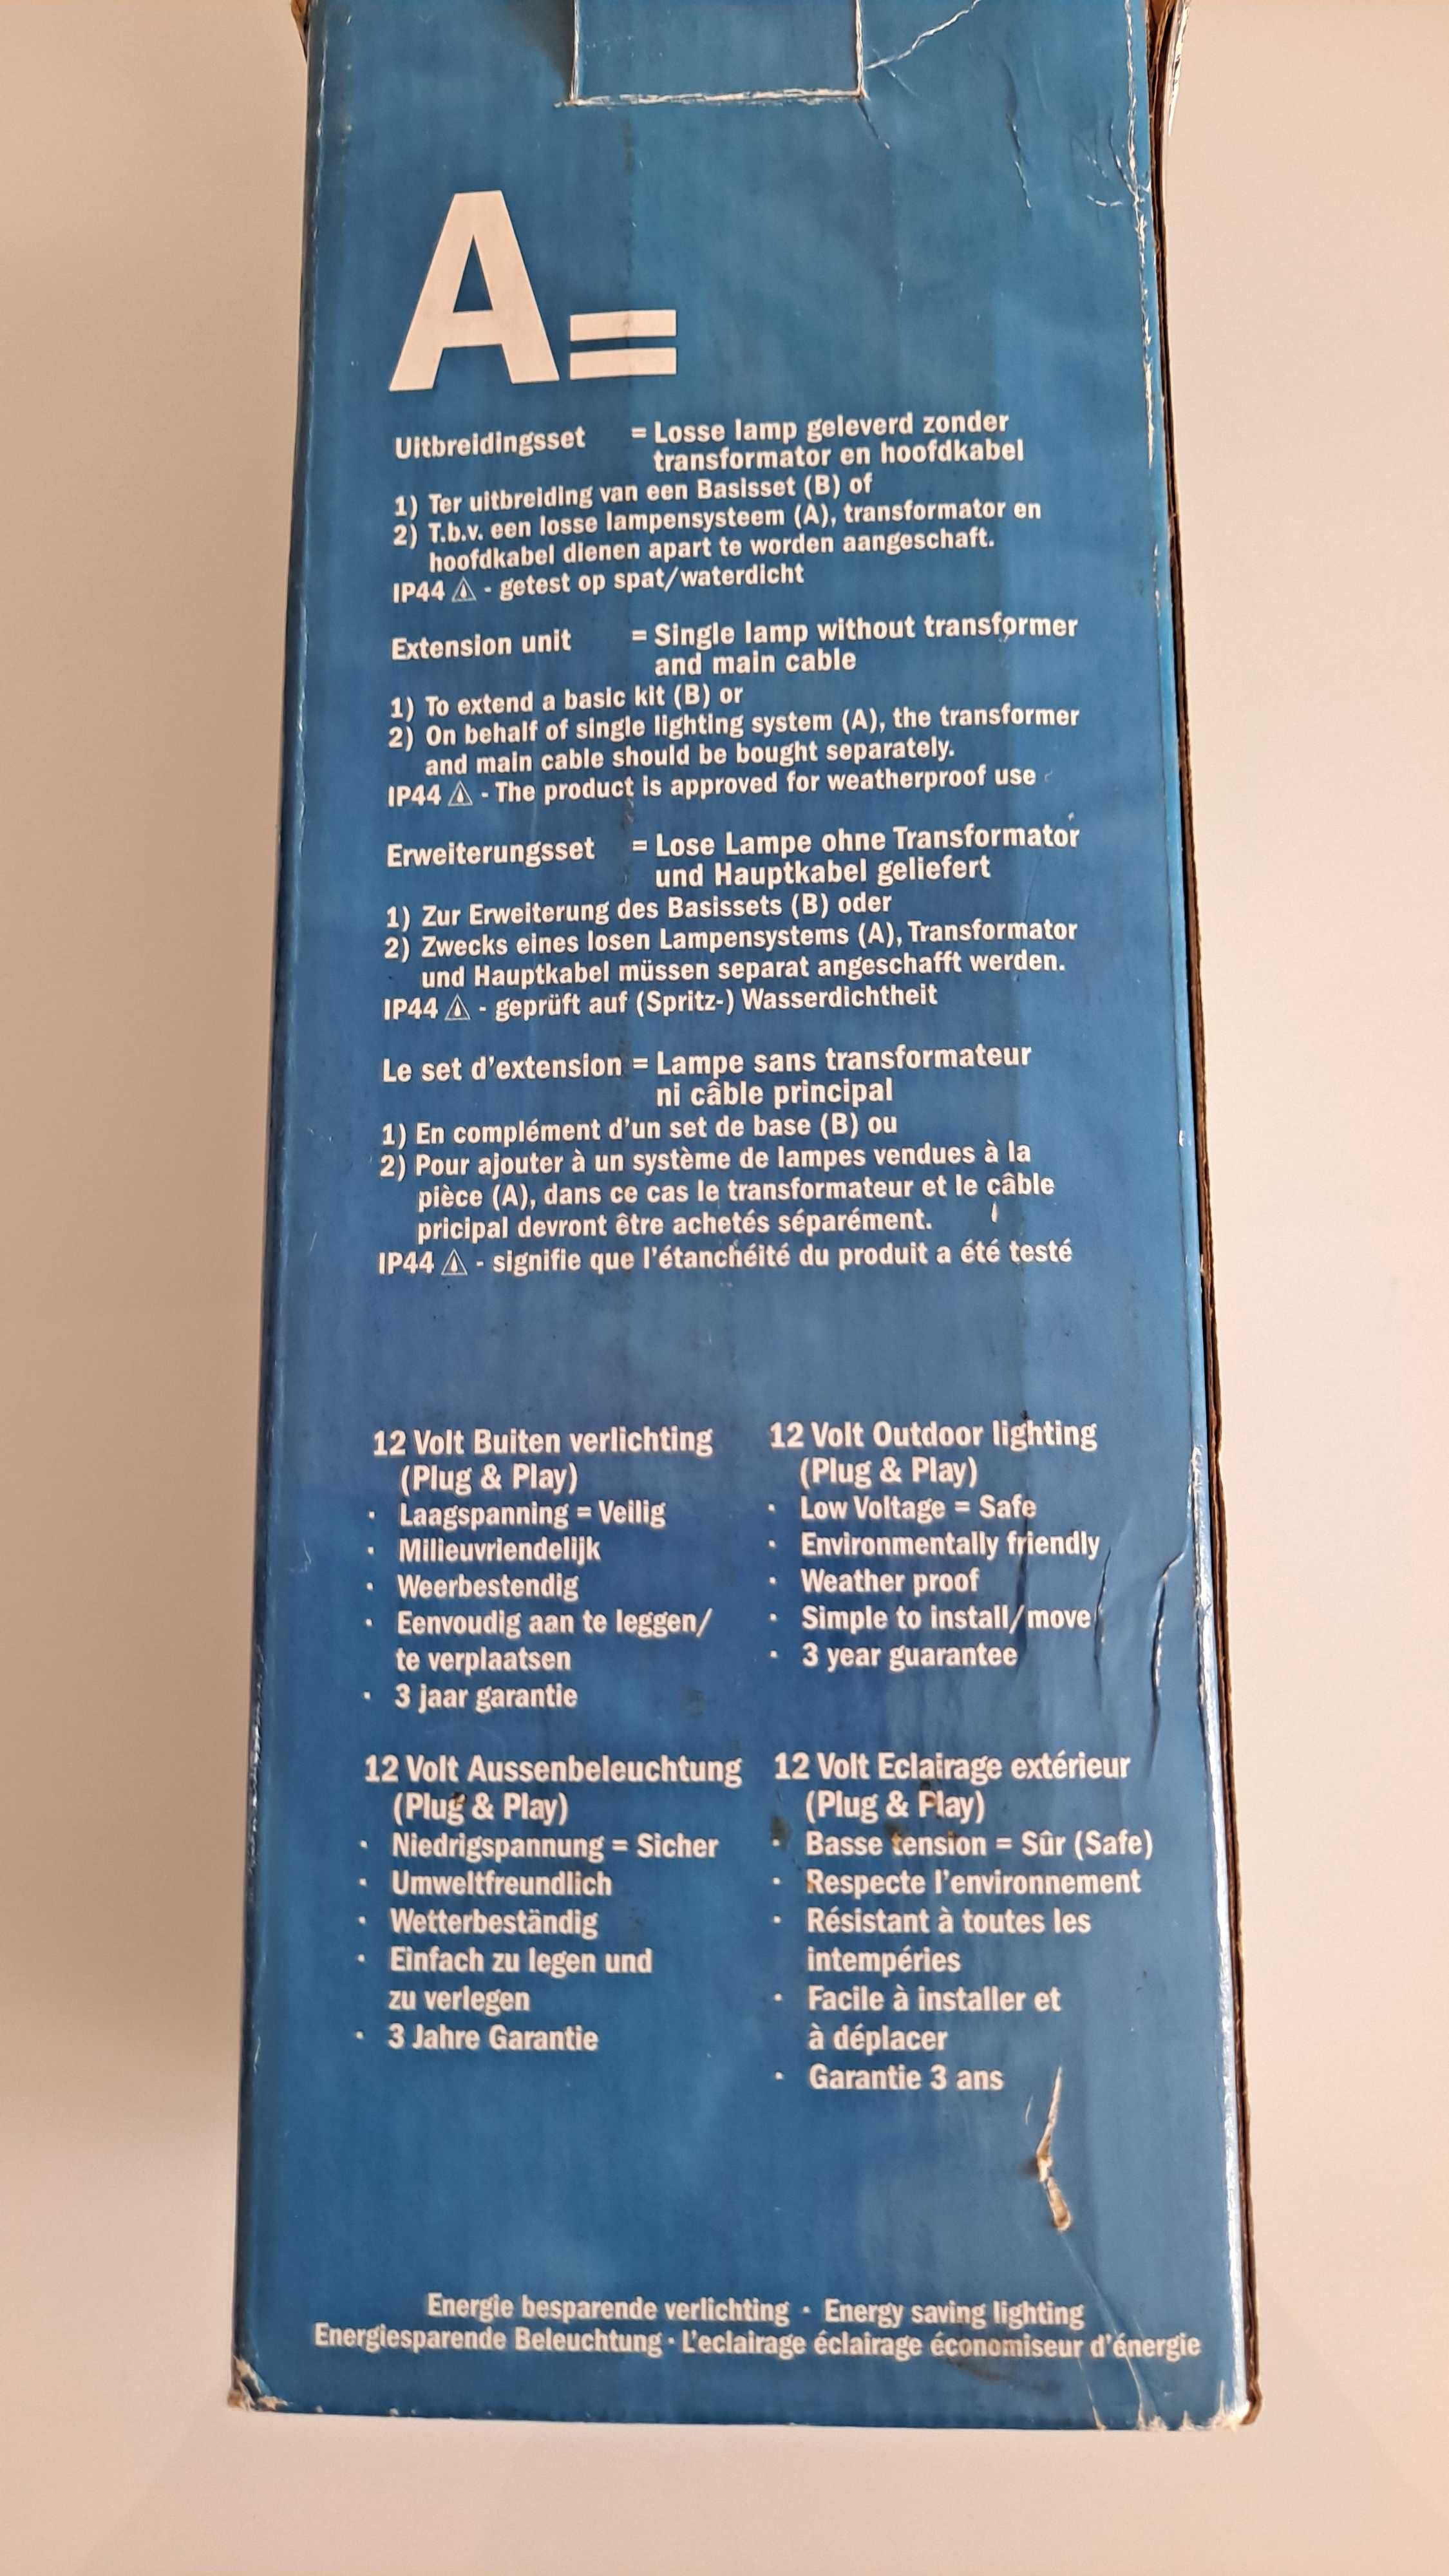 A=
Uitbreidingsset = Losse lamp geleverd zonder
transformator en hoofdkabel
1) Ter uitbreiding van een Basisset (B) of
2) T.b.v. een losse lampensysteem (A), transformator en
hoofdkabel dienen apart te worden aangeschaft.
IP44 - getest op spat/waterdicht
Extension unit = Single lamp without transformer
and main cable
1) To extend a basic kit (B) or
2) On behalf of single lighting system (A), the transformer
and main cable should be bought separately.
IP44 - The product is approved for weatherproof use
Erweiterungsset = Lose Lampe ohne Transformator
und Hauptkabel geliefert
1) Zur Erweiterung des Basissets (B) oder
2) Zwecks eines losen Lampensystems (A), Transformator
und Hauptkabel müssen separat angeschafft werden.
IP44 - geprüft auf (Spritz-) Wasserdichtheit
Le set d'extension = Lampe sans transformateur
ni câble principal
1) En complément d'un set de base (B) ou
2) Pour ajouter à un système de lampes vendues à la
pièce (A), dans ce cas le transformateur et le câble
pricipal devront être achetés séparément.
IP44 - signifie que l'étanchéité du produit a été testé
12 Volt Buiten verlichting
(Plug & Play)
· Laagspanning = Veilig
· Milieuvriendelijk
· Weerbestendig
· Eenvoudig aan te leggen/
te verplaatsen
· 3 jaar garantie
12 Volt Outdoor lighting
(Plug & Play)
· Low Voltage = Safe
· Environmentally friendly
· Weather proof
· Simple to install/move
· 3 year guarantee
12 Volt Aussenbeleuchtung
(Plug & Play)
· Niedrigspannung = Sicher
· Umweltfreundlich
· Wetterbeständig
· Einfach zu legen und
zu verlegen
· 3 Jahre Garantie
12 Volt Eclairage extérieur
(Plug & Play)
· Basse tension = Sûr (Safe)
· Respecte l'environnement
· Résistant à toutes les
intempéries
· Facile à installer et
à déplacer
· Garantie 3 ans
Energie besparende verlichting · Energy saving lighting
Energiesparende Beleuchtung · L'eclairage éclairage économiseur d'énergie